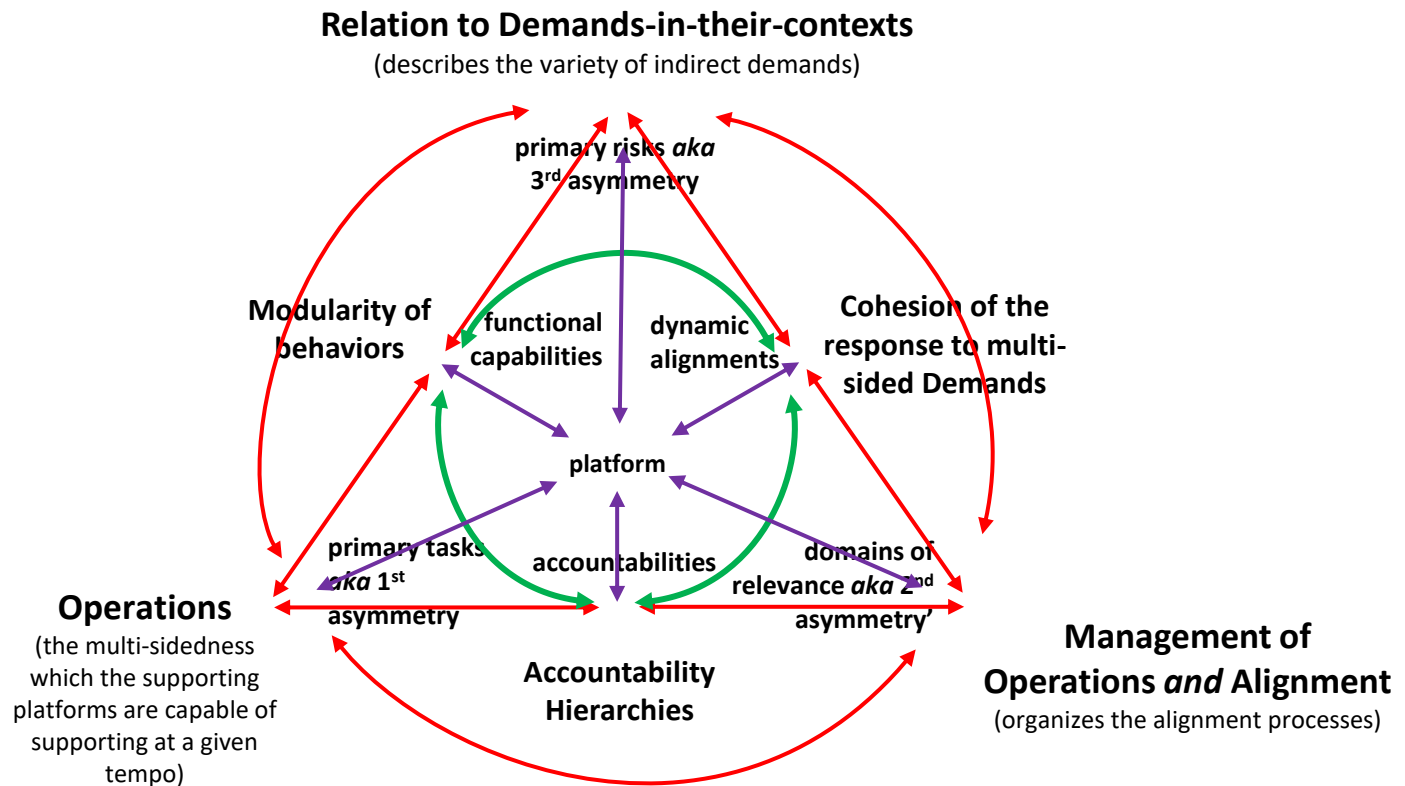 Relation to Demands-in-their-contexts
(describes the variety of indirect demands)
primary risks aka
3rd asymmetry
Modularity of
behaviors
functional
capabilities
dynamic
alignments
Cohesion of the
response to multi-
sided Demands
platform
primary tasks
aka 1st
asymmetry
accountabilities
domains of
relevance aka 2nd
asymmetry’
Operations
(the multi-sidedness
which the supporting
platforms are capable of
supporting at a given
tempo)
Accountability
Hierarchies
Management of
Operations and Alignment
(organizes the alignment processes)